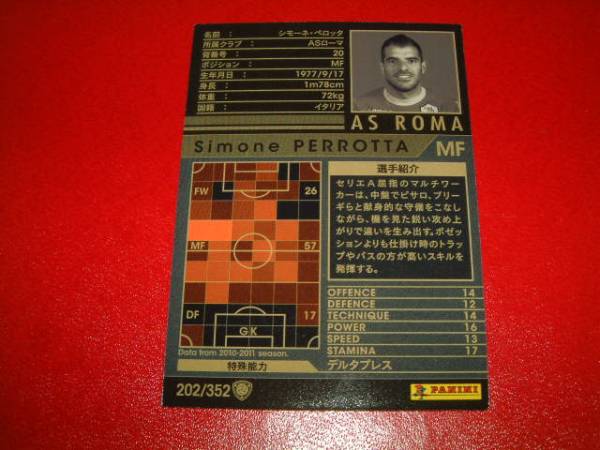 名前 : シモーネ・ペロッタ
所属クラブ : ASローマ
背番号 : 20
ポジション : MF
生年月日 : 1977/9/17
身長 : 1m78cm
体重 : 72kg
国籍 : イタリア
AS ROMA
Simone PERROTTA MF
FW 26
MF 57
DF 17
GK
Data from 2010-2011 season.
選手紹介
セリエA屈指のマルチワー
カーは、中盤でピサロ、ブリー
ギらと献身的な守備をこなし
ながら、機を見た鋭い攻め上
がりで違いを生み出す。ポゼッ
ションよりも仕掛け時のトラッ
プやパスの方が高いスキルを
発揮する。
OFFENCE 14
DEFENCE 12
TECHNIQUE 14
POWER 16
SPEED 13
STAMINA 17
特殊能力 デルタプレス
202/352
PANINI